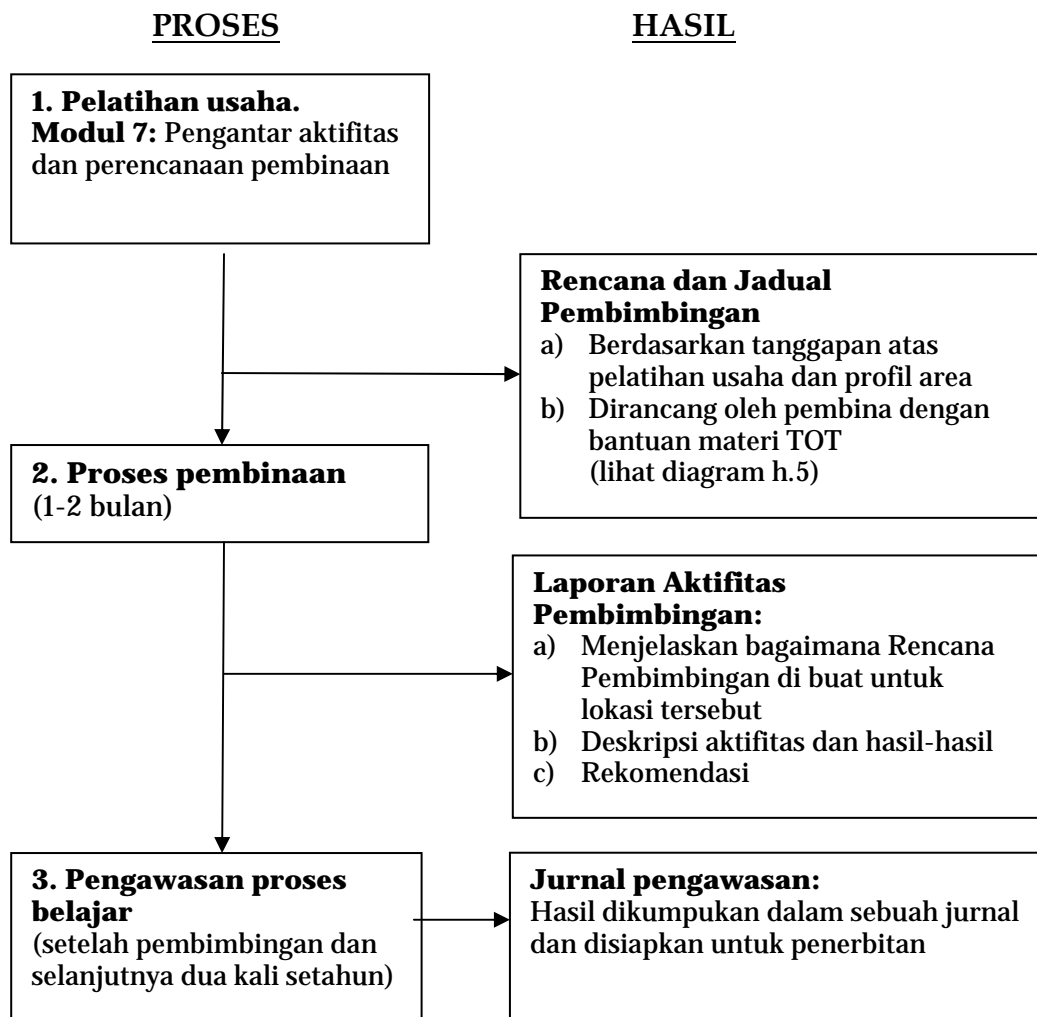 PROSES
HASIL
1. Pelatihan usaha.
Modul 7: Pengantar aktifitas
dan perencanaan pembinaan
Rencana dan Jadual
Pembimbingan
a) Berdasarkan tanggapan atas
pelatihan usaha dan profil area
b) Dirancang oleh pembina dengan
bantuan materi TOT
(lihat diagram h.5)
2. Proses pembinaan
(1-2 bulan)
Laporan Aktifitas
Pembimbingan:
a) Menjelaskan bagaimana Rencana
Pembimbingan di buat untuk
lokasi tersebut
b) Deskripsi aktifitas dan hasil-hasil
c) Rekomendasi
3. Pengawasan proses
belajar
(setelah pembimbingan dan
selanjutnya dua kali setahun)
Jurnal pengawasan:
Hasil dikumpukan dalam sebuah jurnal
dan disiapkan untuk penerbitan